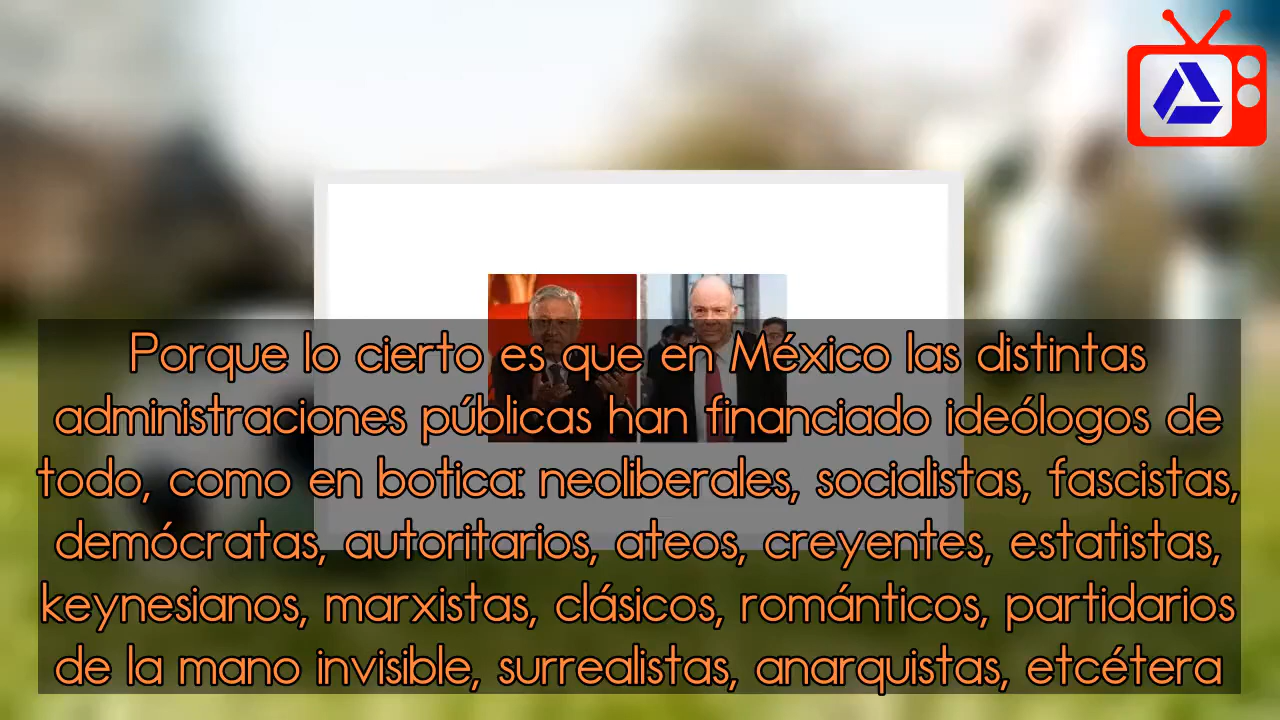 Porque lo cierto es que en México las distintas
administraciones públicas han financiado ideólogos de
todo, como en botica: neoliberales, socialistas, fascistas,
demócratas, autoritarios, ateos, creyentes, estatistas,
keynesianos, marxistas, clásicos, románticos, partidarios
de la mano invisible, surrealistas, anarquistas, etcétera